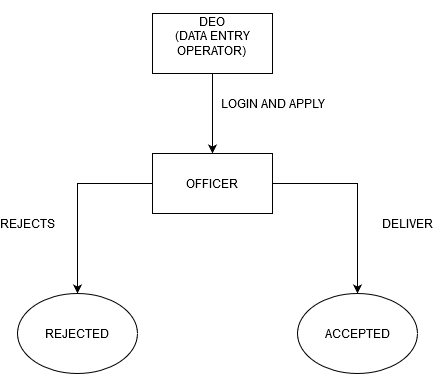 DEO
(DATA ENTRY
OPERATOR)
LOGIN AND APPLY
OFFICER
REJECTS
DELIVER
REJECTED
ACCEPTED